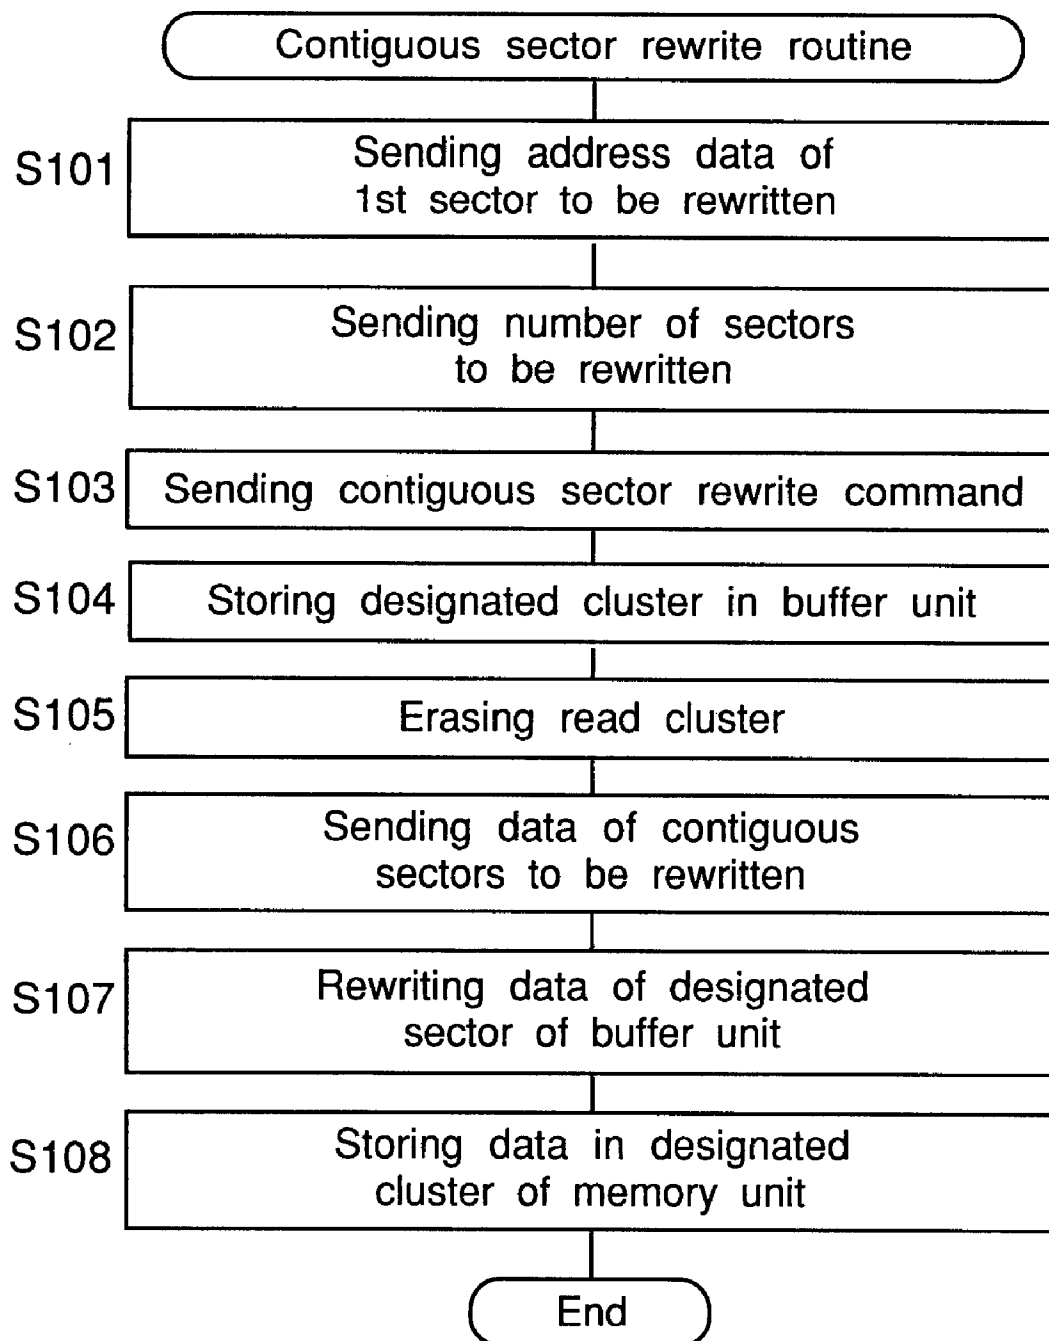 Contiguous sector rewrite routine
S101
Sending address data of
1st sector to be rewritten
S102
Sending number of sectors
to be rewritten
S103
Sending contiguous sector rewrite command
S104
Storing designated cluster in buffer unit
S105
Erasing read cluster
S106
Sending data of contiguous
sectors to be rewritten
S107
Rewriting data of designated
sector of buffer unit
S108
Storing data in designated
cluster of memory unit
End